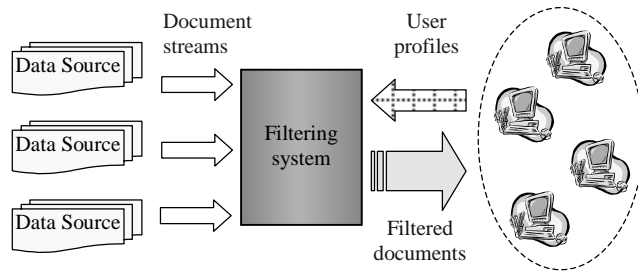 Document
streams
User
profiles
Data Source
Data Source
Data Source
Filtering
system
Filtered
documents